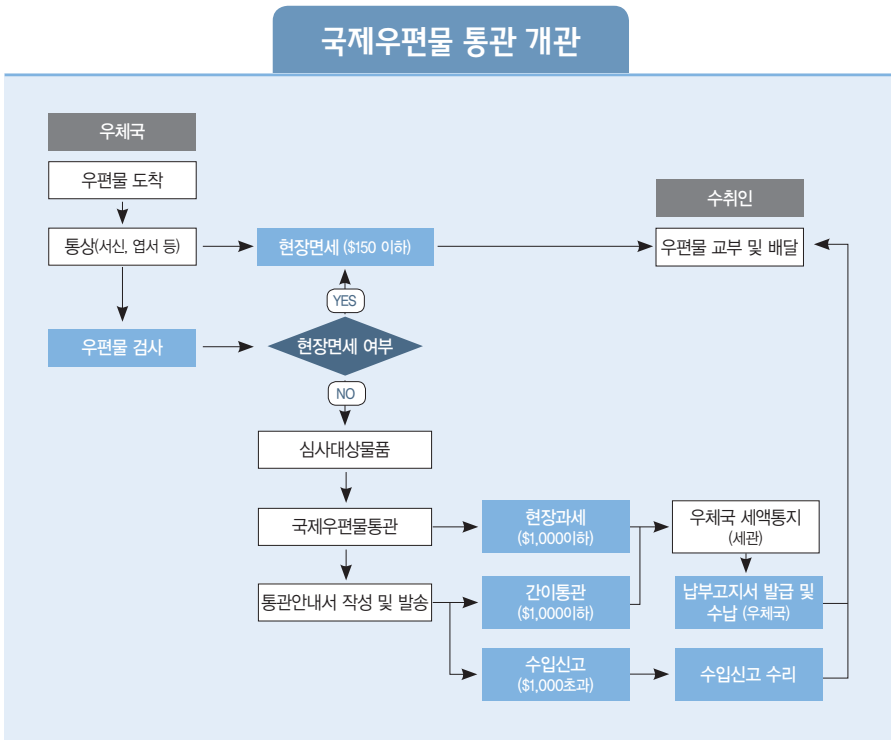 국제우편물 통관 개관
우체국
우편물 도착
수취인
통상(서신, 엽서 등)
현장면세 ($150 이하)
우편물 교부 및 배달
YES
우편물 검사
현장면세 여부
NO
심사대상물품
국제우편물통관
현장과세
($1,000이하)
우체국 세액통지
(세관)
통관안내서 작성 및 발송
간이통관
($1,000이하)
납부고지서 발급 및
수납 (우체국)
수입신고
($1,000초과)
수입신고 수리